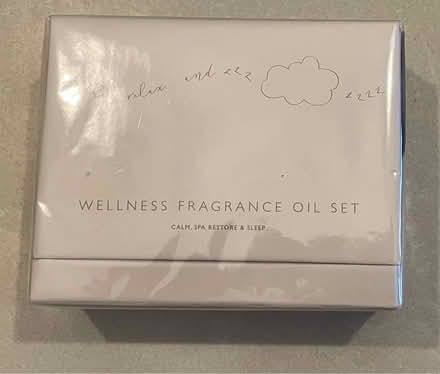 relax and zzz
zzzz
WELLNESS FRAGRANCE OIL SET
CALM, SPA RESTORE & SLEEP